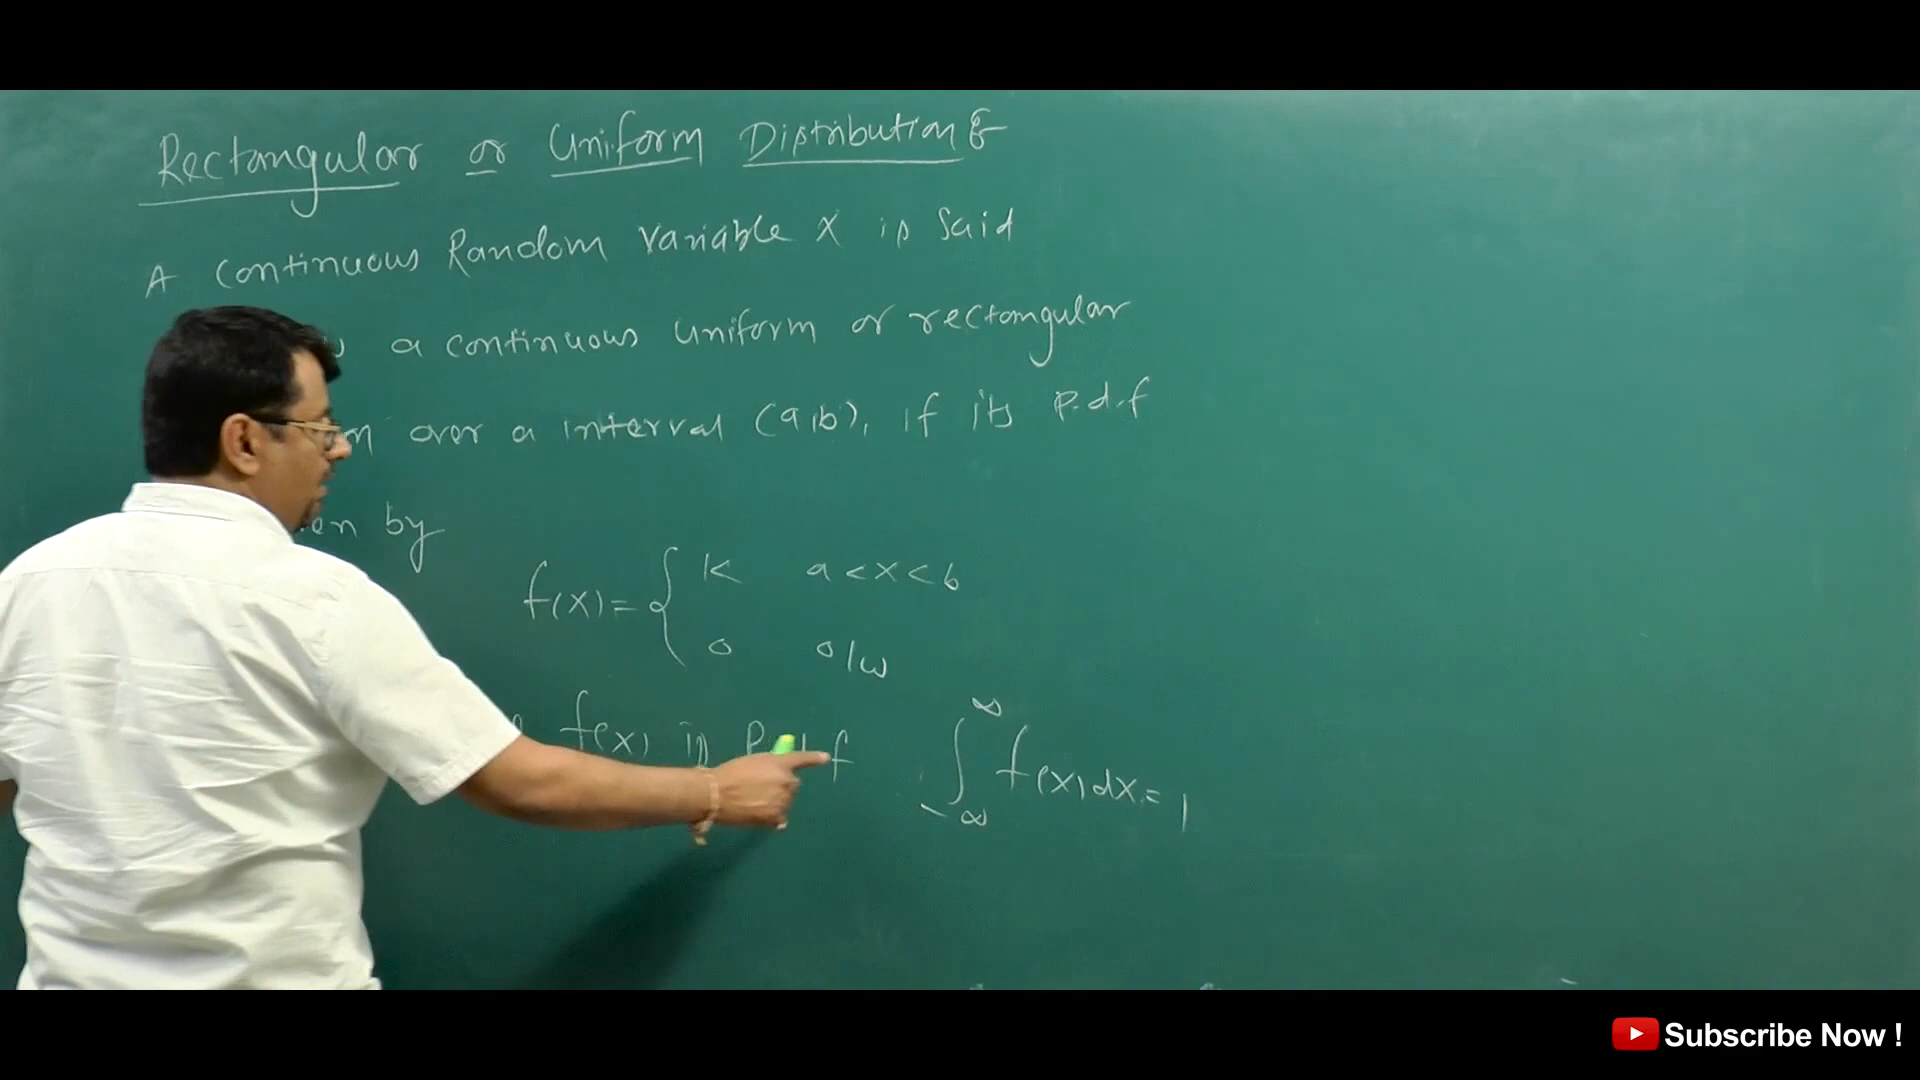 Rectangular or Uniform Distribution
A continuous Random variable X is said
a continuous uniform or rectangular
over a interval (a,b), if its p.d.f
by
f(x) = { k a < x < b
0 o/w
f(x) is P.d.f ∫_{-∞}^{∞} f(x) dx = 1
Subscribe Now !